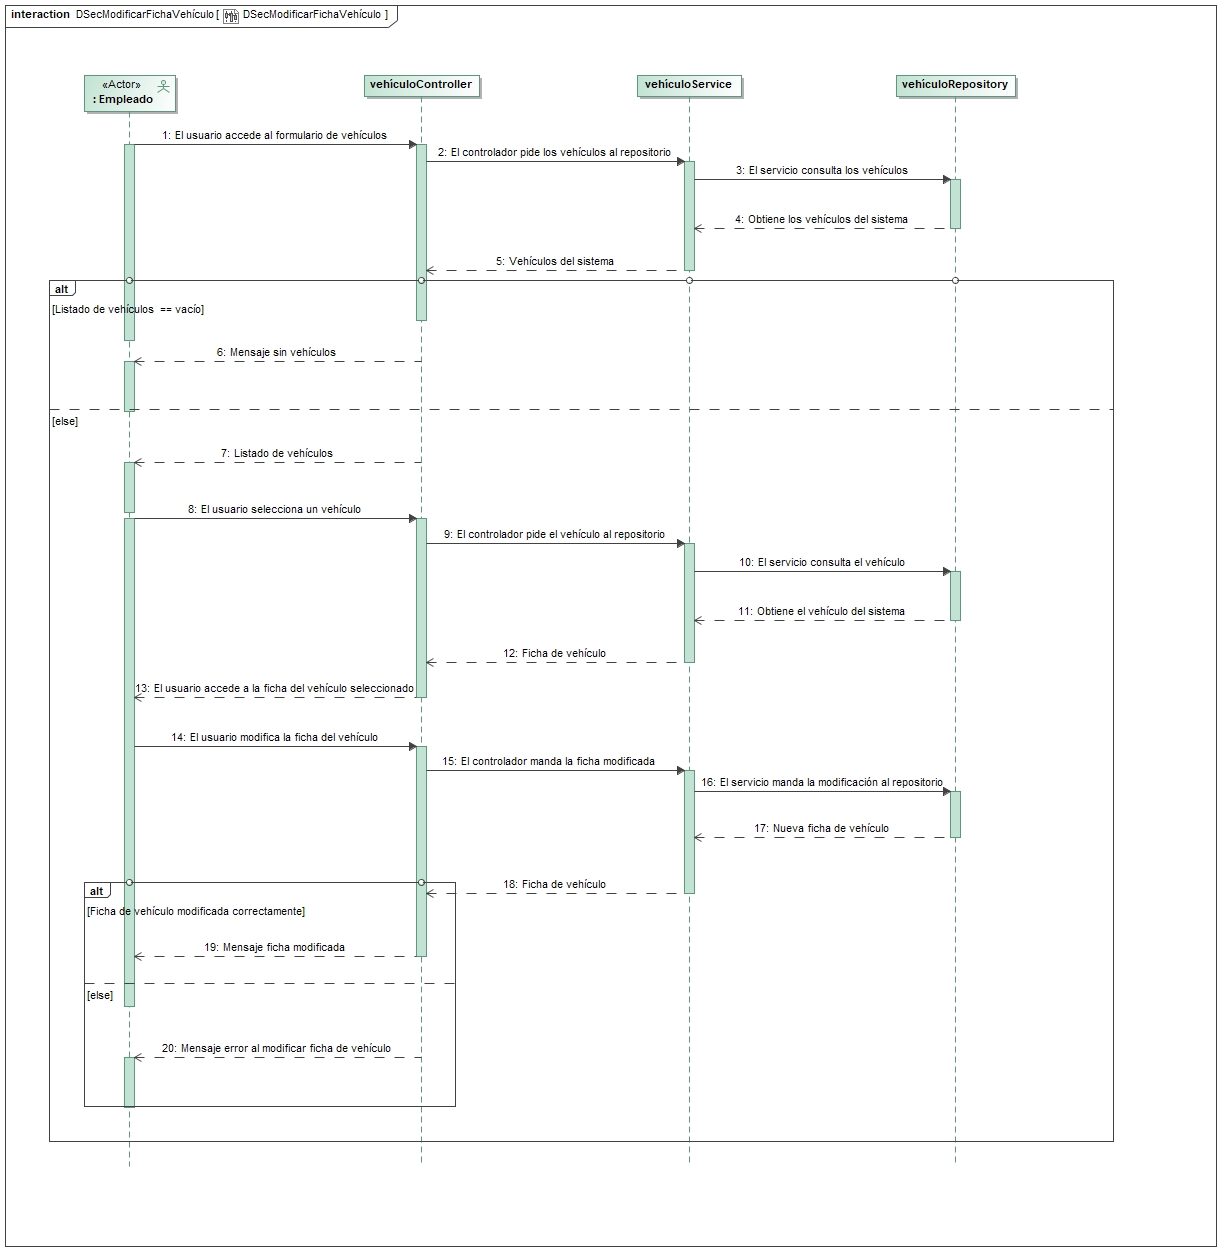 interaction DSecModificarFichaVehículo [ DSecModificarFichaVehículo ]
«Actor»
: Empleado
vehículoController
vehículoService
vehículoRepository
1: El usuario accede al formulario de vehículos
2: El controlador pide los vehículos al repositorio
3: El servicio consulta los vehículos
4: Obtiene los vehículos del sistema
5: Vehículos del sistema
alt
[Listado de vehículos == vacío]
6: Mensaje sin vehículos
[else]
7: Listado de vehículos
8: El usuario selecciona un vehículo
9: El controlador pide el vehículo al repositorio
10: El servicio consulta el vehículo
11: Obtiene el vehículo del sistema
12: Ficha de vehículo
13: El usuario accede a la ficha del vehículo seleccionado
14: El usuario modifica la ficha del vehículo
15: El controlador manda la ficha modificada
16: El servicio manda la modificación al repositorio
17: Nueva ficha de vehículo
18: Ficha de vehículo
alt
[Ficha de vehículo modificada correctamente]
19: Mensaje ficha modificada
[else]
20: Mensaje error al modificar ficha de vehículo